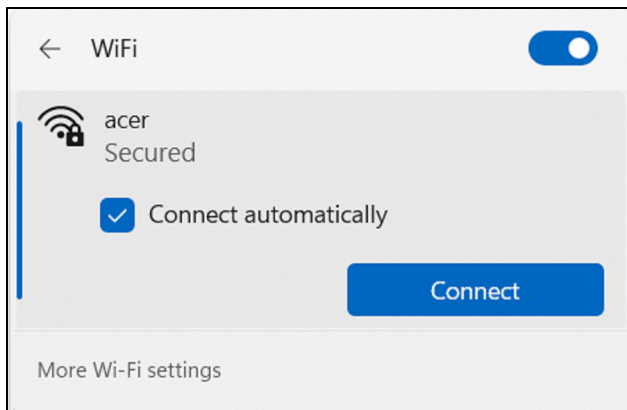 WiFi
acer
Secured
Connect automatically
Connect
More Wi-Fi settings